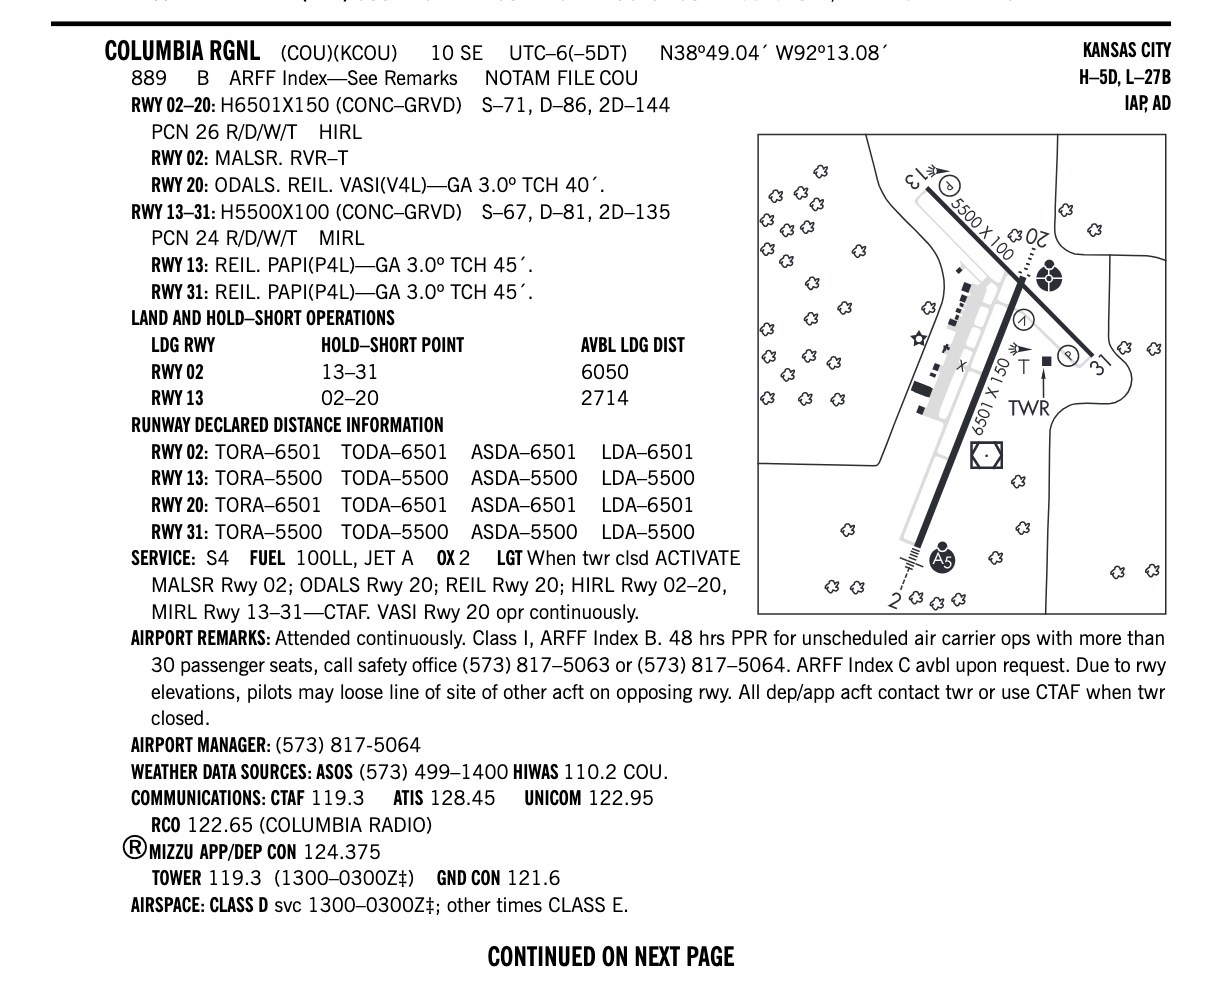 COLUMBIA RGNL (COU)(KCOU) 10 SE UTC–6(–5DT) N38º49.04´ W92º13.08´ KANSAS CITY
889 B ARFF Index—See Remarks NOTAM FILE COU H–5D, L–27B
RWY 02–20: H6501X150 (CONC–GRVD) S–71, D–86, 2D–144 IAP, AD
PCN 26 R/D/W/T HIRL
RWY 02: MALSR. RVR–T
RWY 20: ODALS. REIL. VASI(V4L)—GA 3.0º TCH 40´.
RWY 13–31: H5500X100 (CONC–GRVD) S–67, D–81, 2D–135
PCN 24 R/D/W/T MIRL
RWY 13: REIL. PAPI(P4L)—GA 3.0º TCH 45´.
RWY 31: REIL. PAPI(P4L)—GA 3.0º TCH 45´.
LAND AND HOLD–SHORT OPERATIONS
LDG RWY HOLD–SHORT POINT AVBL LDG DIST
RWY 02 13–31 6050
RWY 13 02–20 2714
RUNWAY DECLARED DISTANCE INFORMATION
RWY 02: TORA–6501 TODA–6501 ASDA–6501 LDA–6501
RWY 13: TORA–5500 TODA–5500 ASDA–5500 LDA–5500
RWY 20: TORA–6501 TODA–6501 ASDA–6501 LDA–6501
RWY 31: TORA–5500 TODA–5500 ASDA–5500 LDA–5500
SERVICE: S4 FUEL 100LL, JET A OX 2 LGT When twr clsd ACTIVATE
MALSR Rwy 02; ODALS Rwy 20; REIL Rwy 20; HIRL Rwy 02–20,
MIRL Rwy 13–31—CTAF. VASI Rwy 20 opr continuously.
13
P
5500 X 100
20
V
P
31
X
T
TWR
6501 X 150
A5
2
AIRPORT REMARKS: Attended continuously. Class I, ARFF Index B. 48 hrs PPR for unscheduled air carrier ops with more than
30 passenger seats, call safety office (573) 817–5063 or (573) 817–5064. ARFF Index C avbl upon request. Due to rwy
elevations, pilots may loose line of site of other acft on opposing rwy. All dep/app acft contact twr or use CTAF when twr
closed.
AIRPORT MANAGER: (573) 817-5064
WEATHER DATA SOURCES: ASOS (573) 499–1400 HIWAS 110.2 COU.
COMMUNICATIONS: CTAF 119.3 ATIS 128.45 UNICOM 122.95
RCO 122.65 (COLUMBIA RADIO)
Ⓡ MIZZU APP/DEP CON 124.375
TOWER 119.3 (1300–0300Z‡) GND CON 121.6
AIRSPACE: CLASS D svc 1300–0300Z‡; other times CLASS E.
CONTINUED ON NEXT PAGE